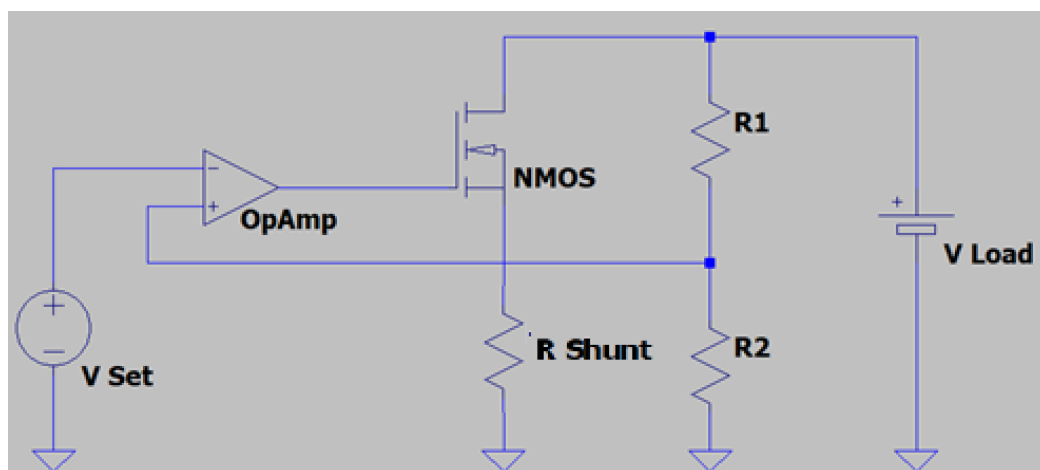 R1
NMOS
OpAmp
V Load
R Shunt
R2
V Set